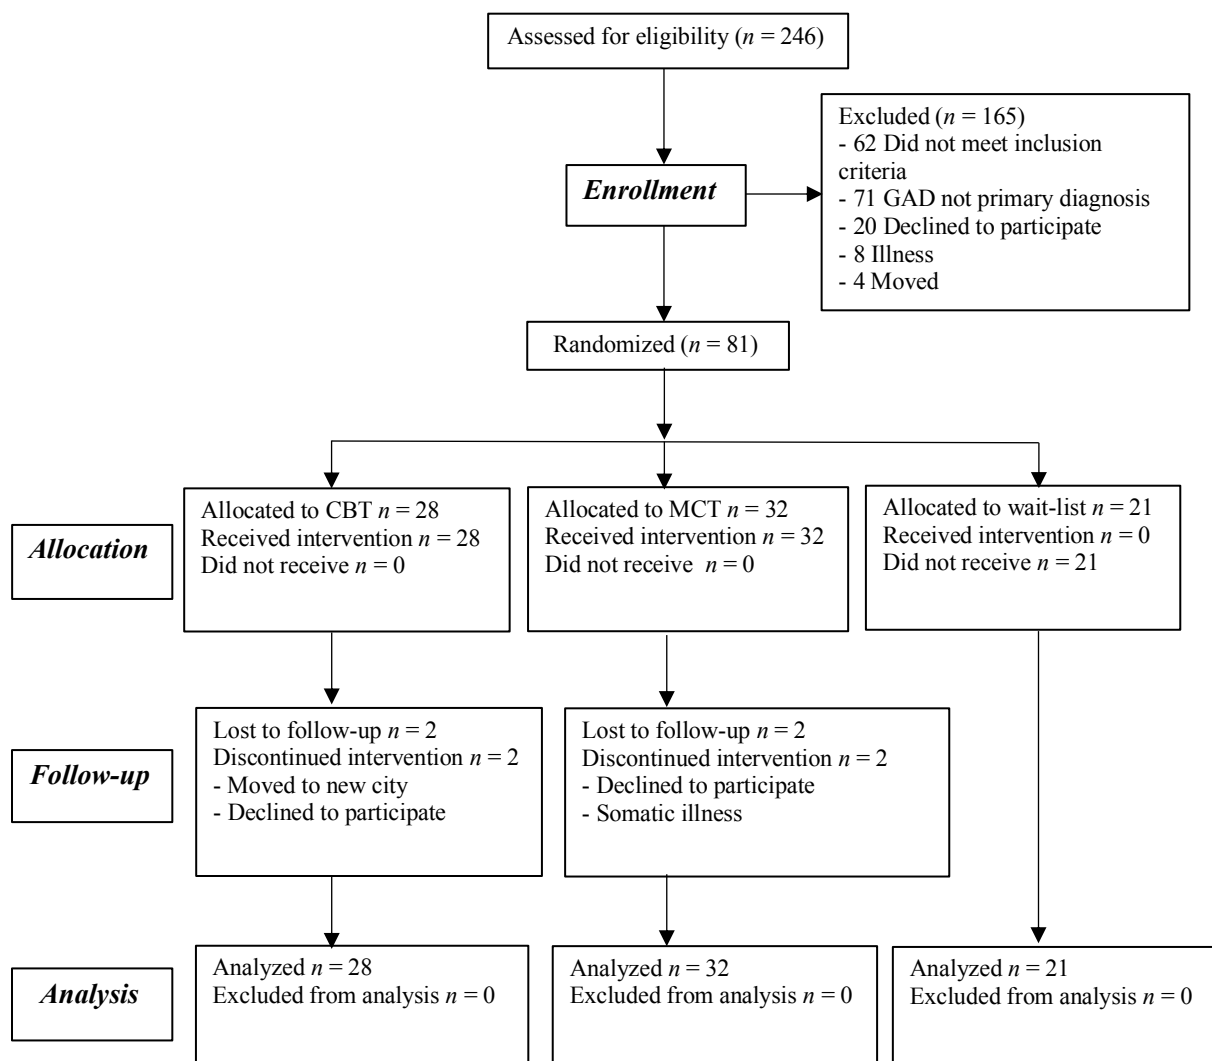 Assessed for eligibility (n = 246)
Excluded (n = 165)
- 62 Did not meet inclusion
criteria
- 71 GAD not primary diagnosis
- 20 Declined to participate
- 8 Illness
- 4 Moved
Enrollment
Randomized (n = 81)
Allocation
Allocated to CBT n = 28
Received intervention n = 28
Did not receive n = 0
Allocated to MCT n = 32
Received intervention n = 32
Did not receive n = 0
Allocated to wait-list n = 21
Received intervention n = 0
Did not receive n = 21
Follow-up
Lost to follow-up n = 2
Discontinued intervention n = 2
- Moved to new city
- Declined to participate
Lost to follow-up n = 2
Discontinued intervention n = 2
- Declined to participate
- Somatic illness
Analysis
Analyzed n = 28
Excluded from analysis n = 0
Analyzed n = 32
Excluded from analysis n = 0
Analyzed n = 21
Excluded from analysis n = 0